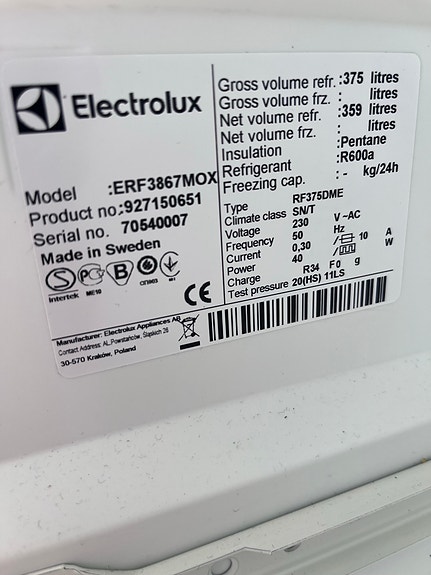 Electrolux
Model :ERF3867MOX
Product no.:927150651
Serial no. 70540007
Made in Sweden
Intertek
ME10
B
Gross volume refr. :375 litres
Gross volume frz. : litres
Net volume refr. :359 litres
Net volume frz. : litres
Insulation :Pentane
Refrigerant :R600a
Freezing cap. :- kg/24h
Type RF375DME
Climate class SN/T
Voltage 230 V ~AC
Frequency 50 Hz
Current 0,30 / 10 A
Power 40 / W
Charge R34 F0 g
Test pressure 20(HS) 11LS
CE
Manufacturer: Electrolux Appliances AB
Contact Address: AL.Powstańców, Śląskich 26
30-570 Kraków, Poland